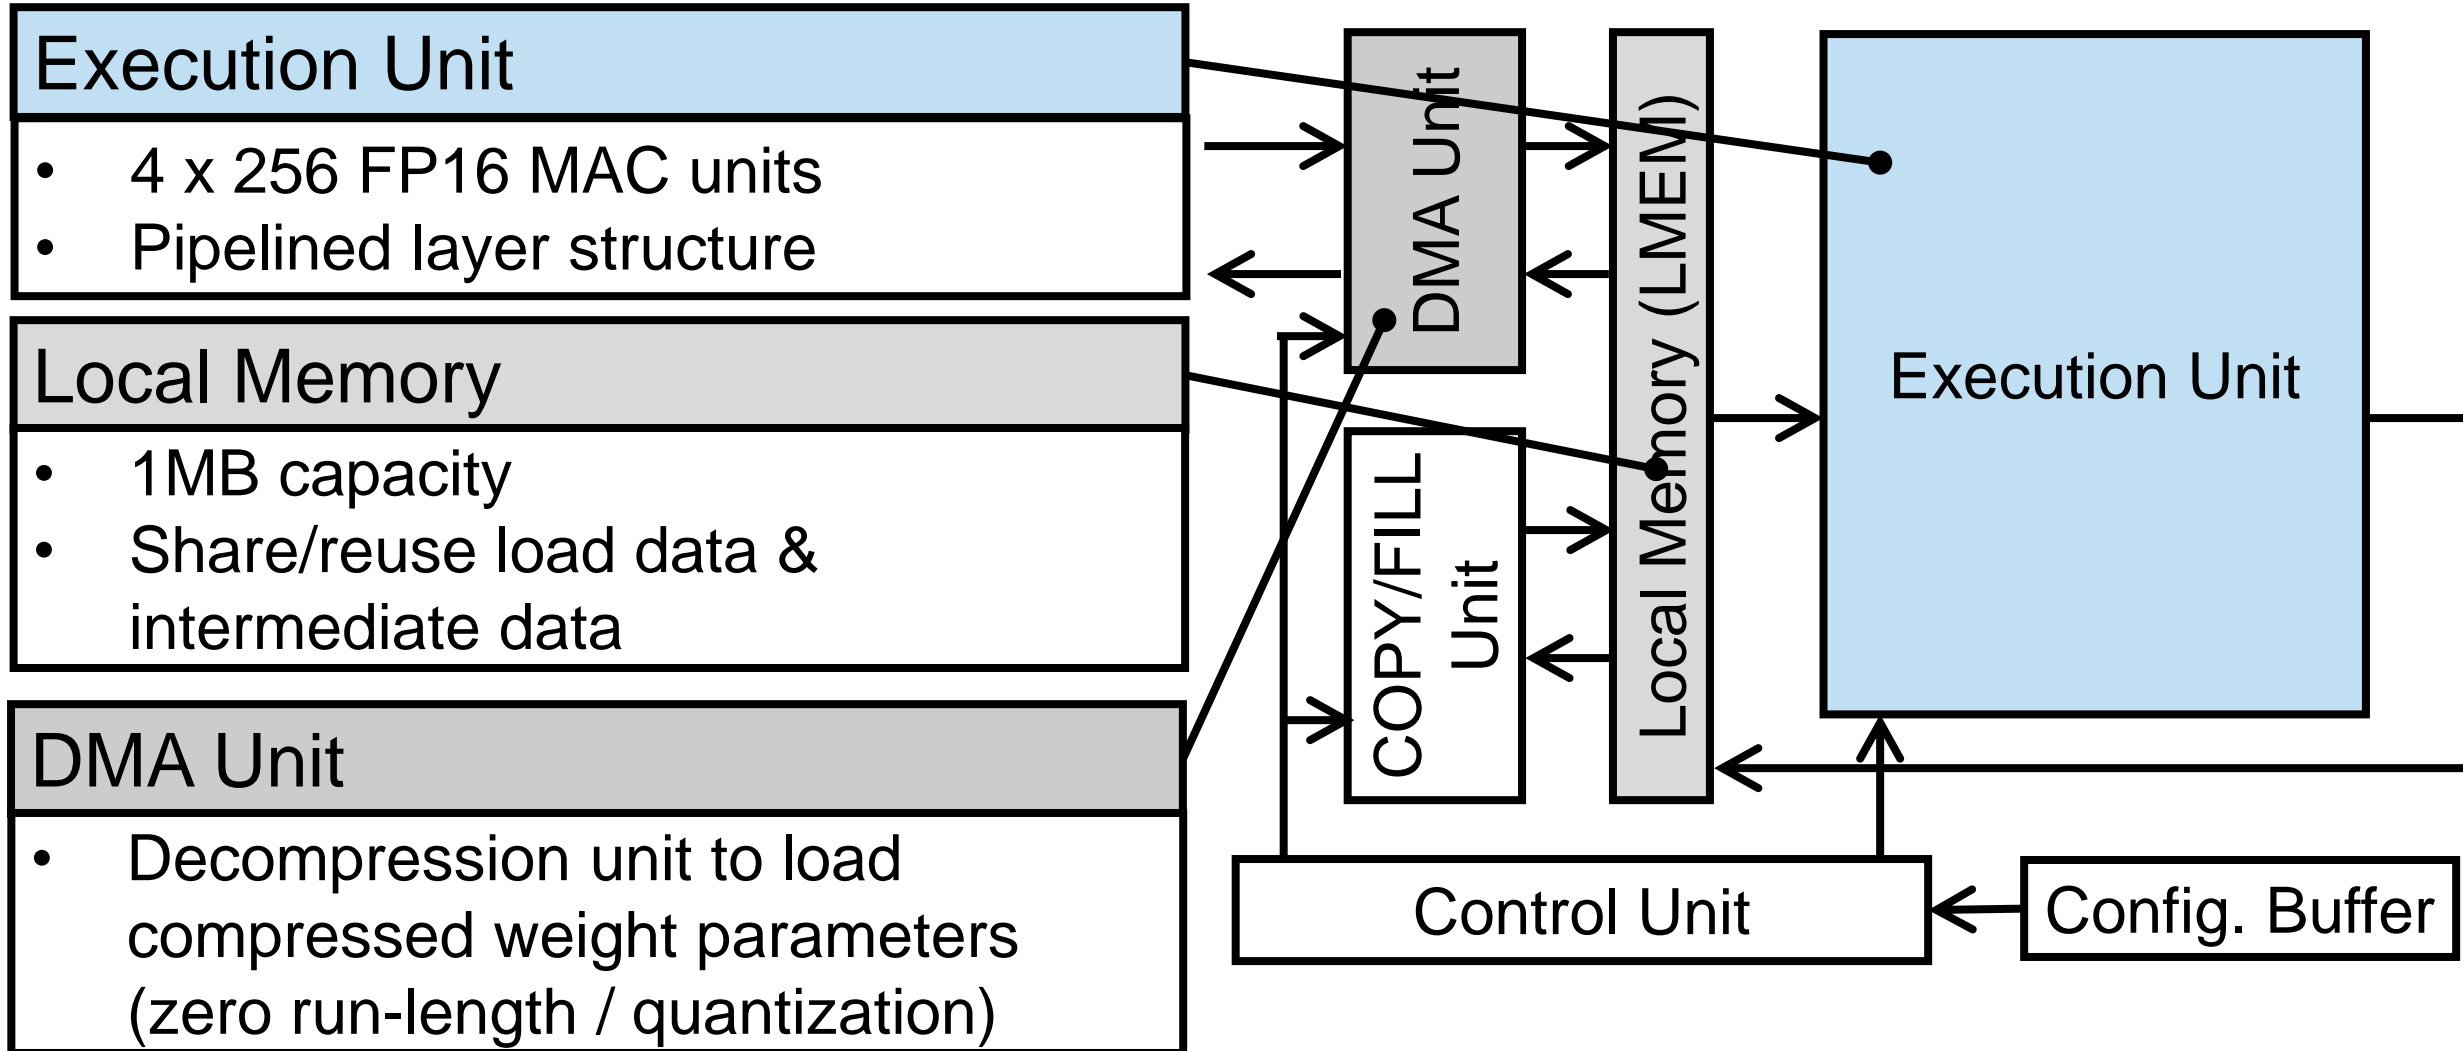 Execution Unit
• 4 x 256 FP16 MAC units
• Pipelined layer structure
Local Memory
• 1MB capacity
• Share/reuse load data &
intermediate data
DMA Unit
• Decompression unit to load
compressed weight parameters
(zero run-length / quantization)
DMA Unit
COPY/FILL
Unit
Local Memory (LMEM)
Execution Unit
Control Unit
Config. Buffer